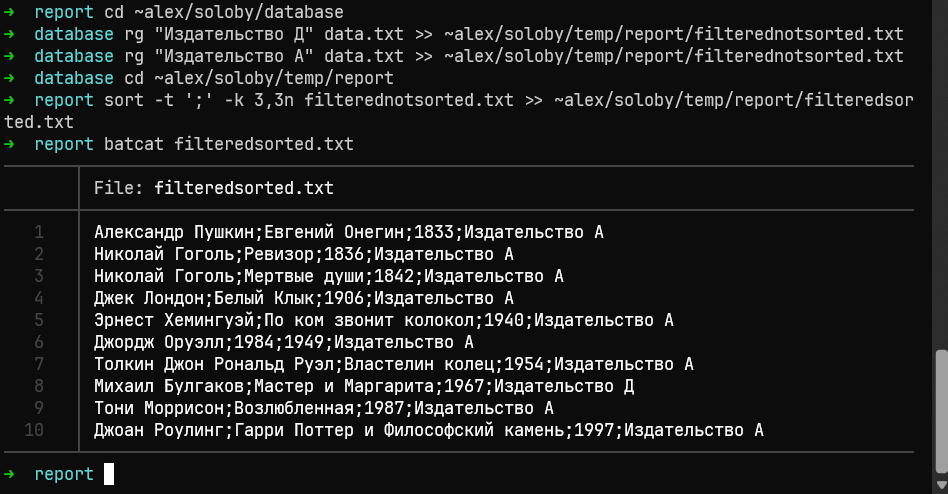 → report cd ~alex/soloby/database
→ database rg "Издательство Д" data.txt >> ~alex/soloby/temp/report/filterednotsorted.txt
→ database rg "Издательство А" data.txt >> ~alex/soloby/temp/report/filterednotsorted.txt
→ database cd ~alex/soloby/temp/report
→ report sort -t ';' -k 3,3n filterednotsorted.txt >> ~alex/soloby/temp/report/filteredsor
ted.txt
→ report batcat filteredsorted.txt
File: filteredsorted.txt
1 Александр Пушкин;Евгений Онегин;1833;Издательство А
2 Николай Гоголь;Ревизор;1836;Издательство А
3 Николай Гоголь;Мертвые души;1842;Издательство А
4 Джек Лондон;Белый Клык;1906;Издательство А
5 Эрнест Хемингуэй;По ком звонит колокол;1940;Издательство А
6 Джордж Оруэлл;1984;1949;Издательство А
7 Толкин Джон Рональд Руэл;Властелин колец;1954;Издательство А
8 Михаил Булгаков;Мастер и Маргарита;1967;Издательство Д
9 Тони Моррисон;Возлюбленная;1987;Издательство А
10 Джоан Роулинг;Гарри Поттер и Философский камень;1997;Издательство А
→ report